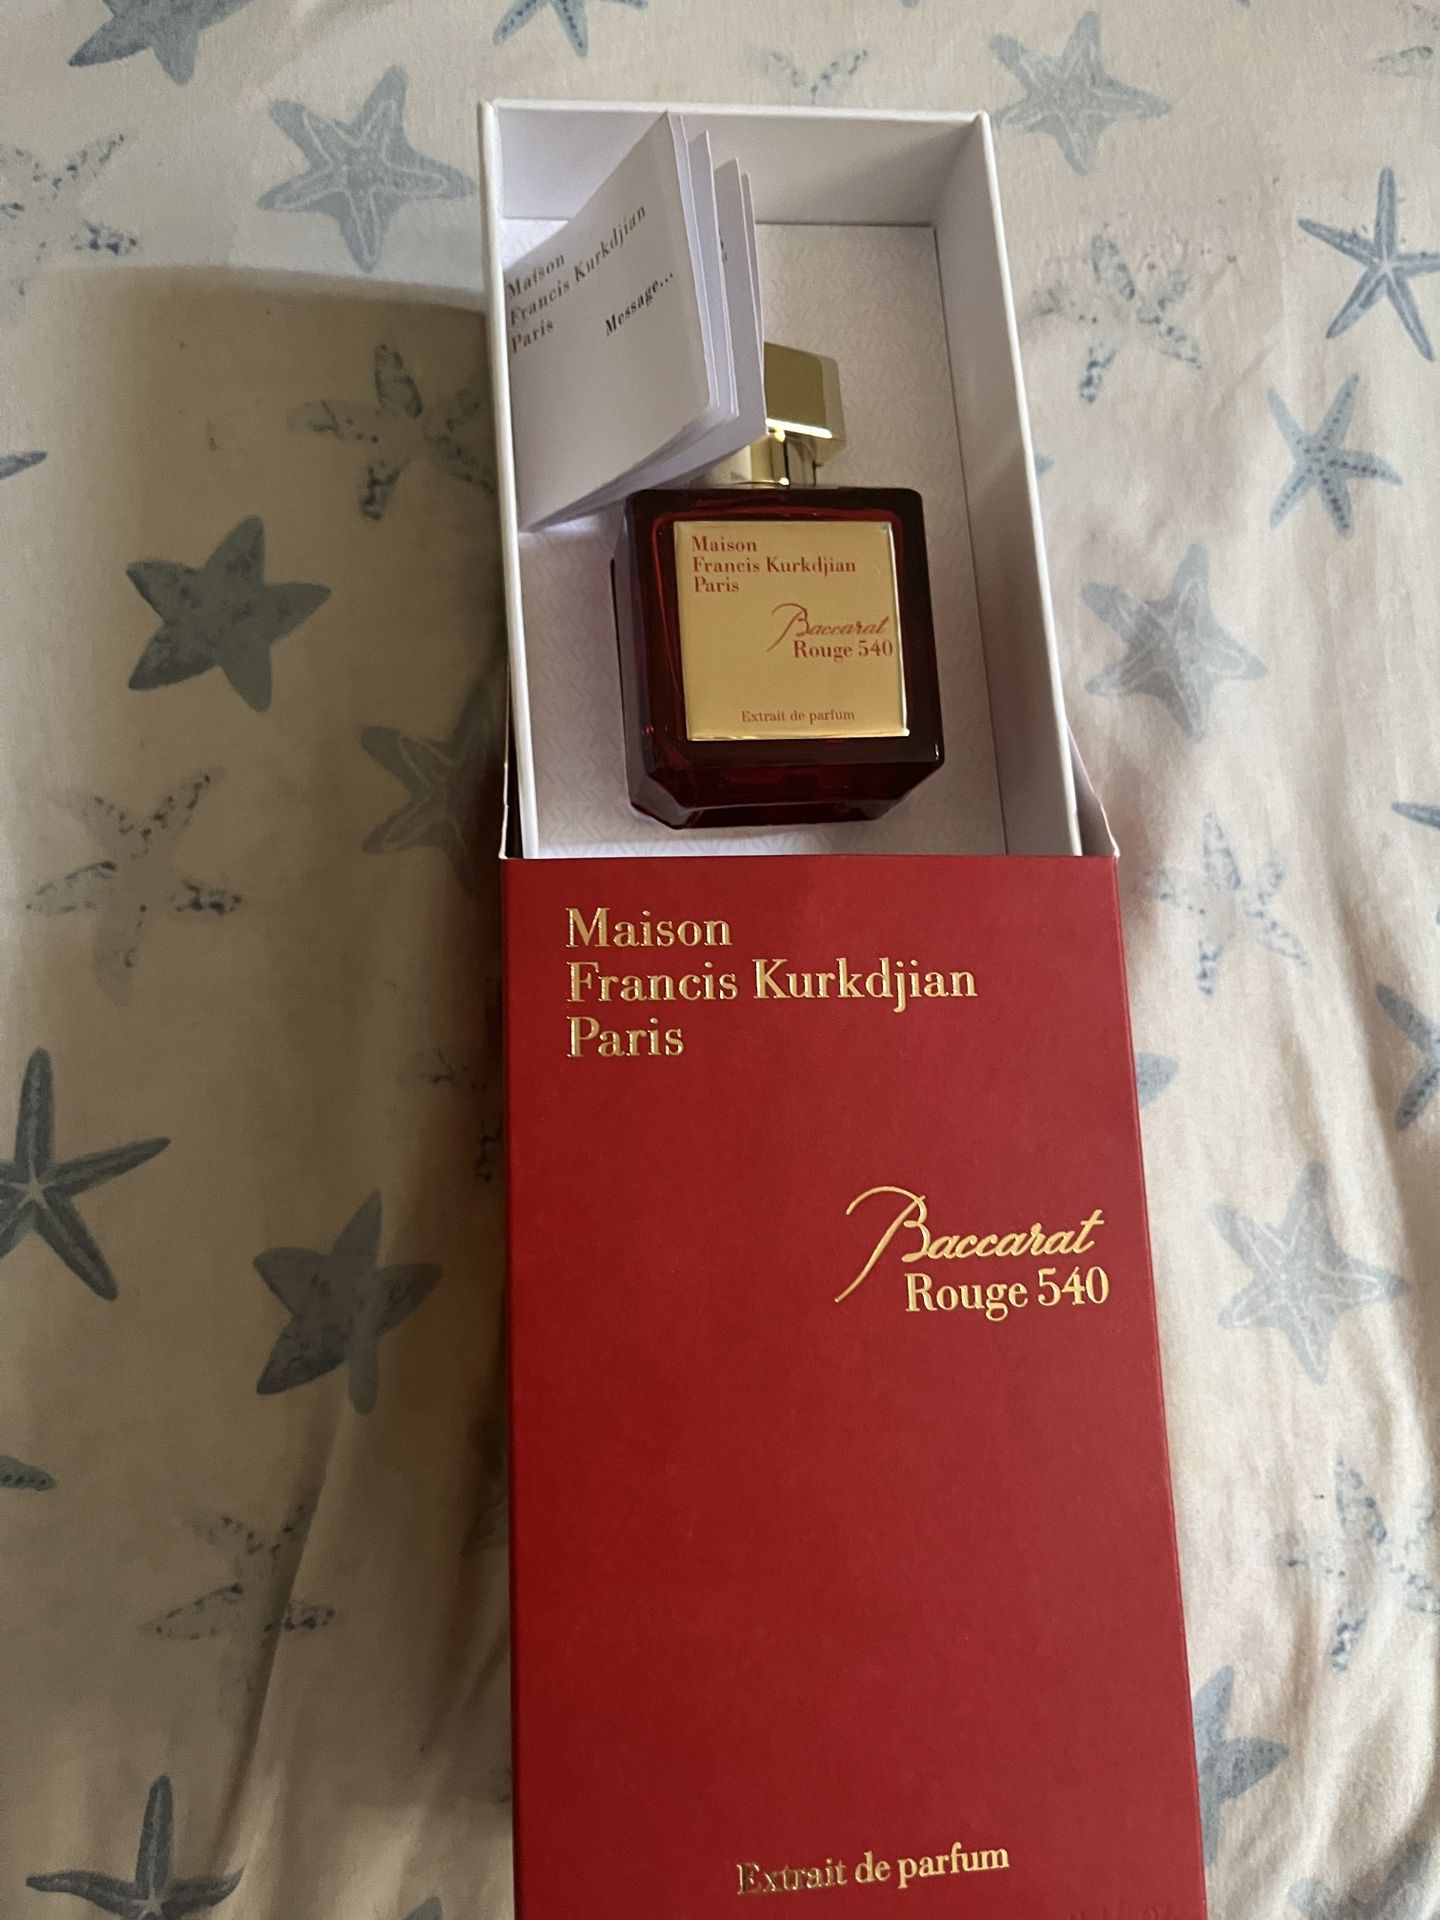 Maison
Francis Kurkdjian
Paris
Message...
Maison
Francis Kurkdjian
Paris
Baccarat
Rouge 540
Extrait de parfum
Maison
Francis Kurkdjian
Paris
Baccarat
Rouge 540
Extrait de parfum